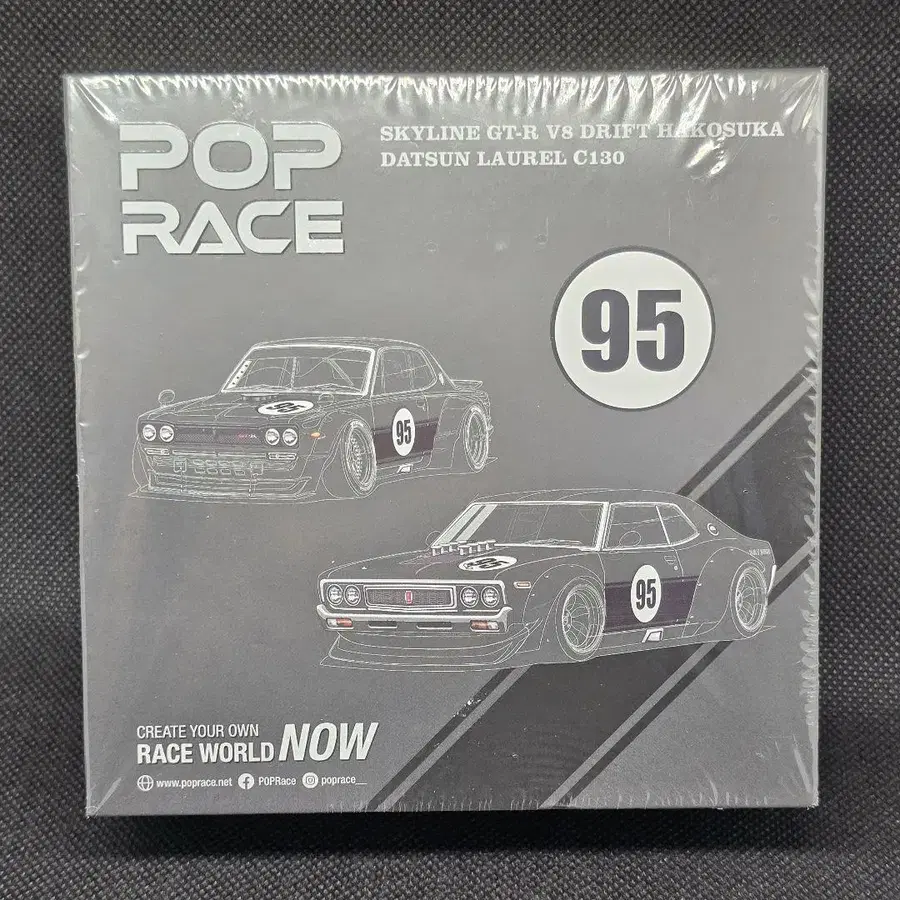 POP
RACE
SKYLINE GT-R V8 DRIFT HAKOSUKA
DATSUN LAUREL C130
95
95
95
95
95
CREATE YOUR OWN
RACE WORLD NOW
www.poprace.net POPRace poprace__